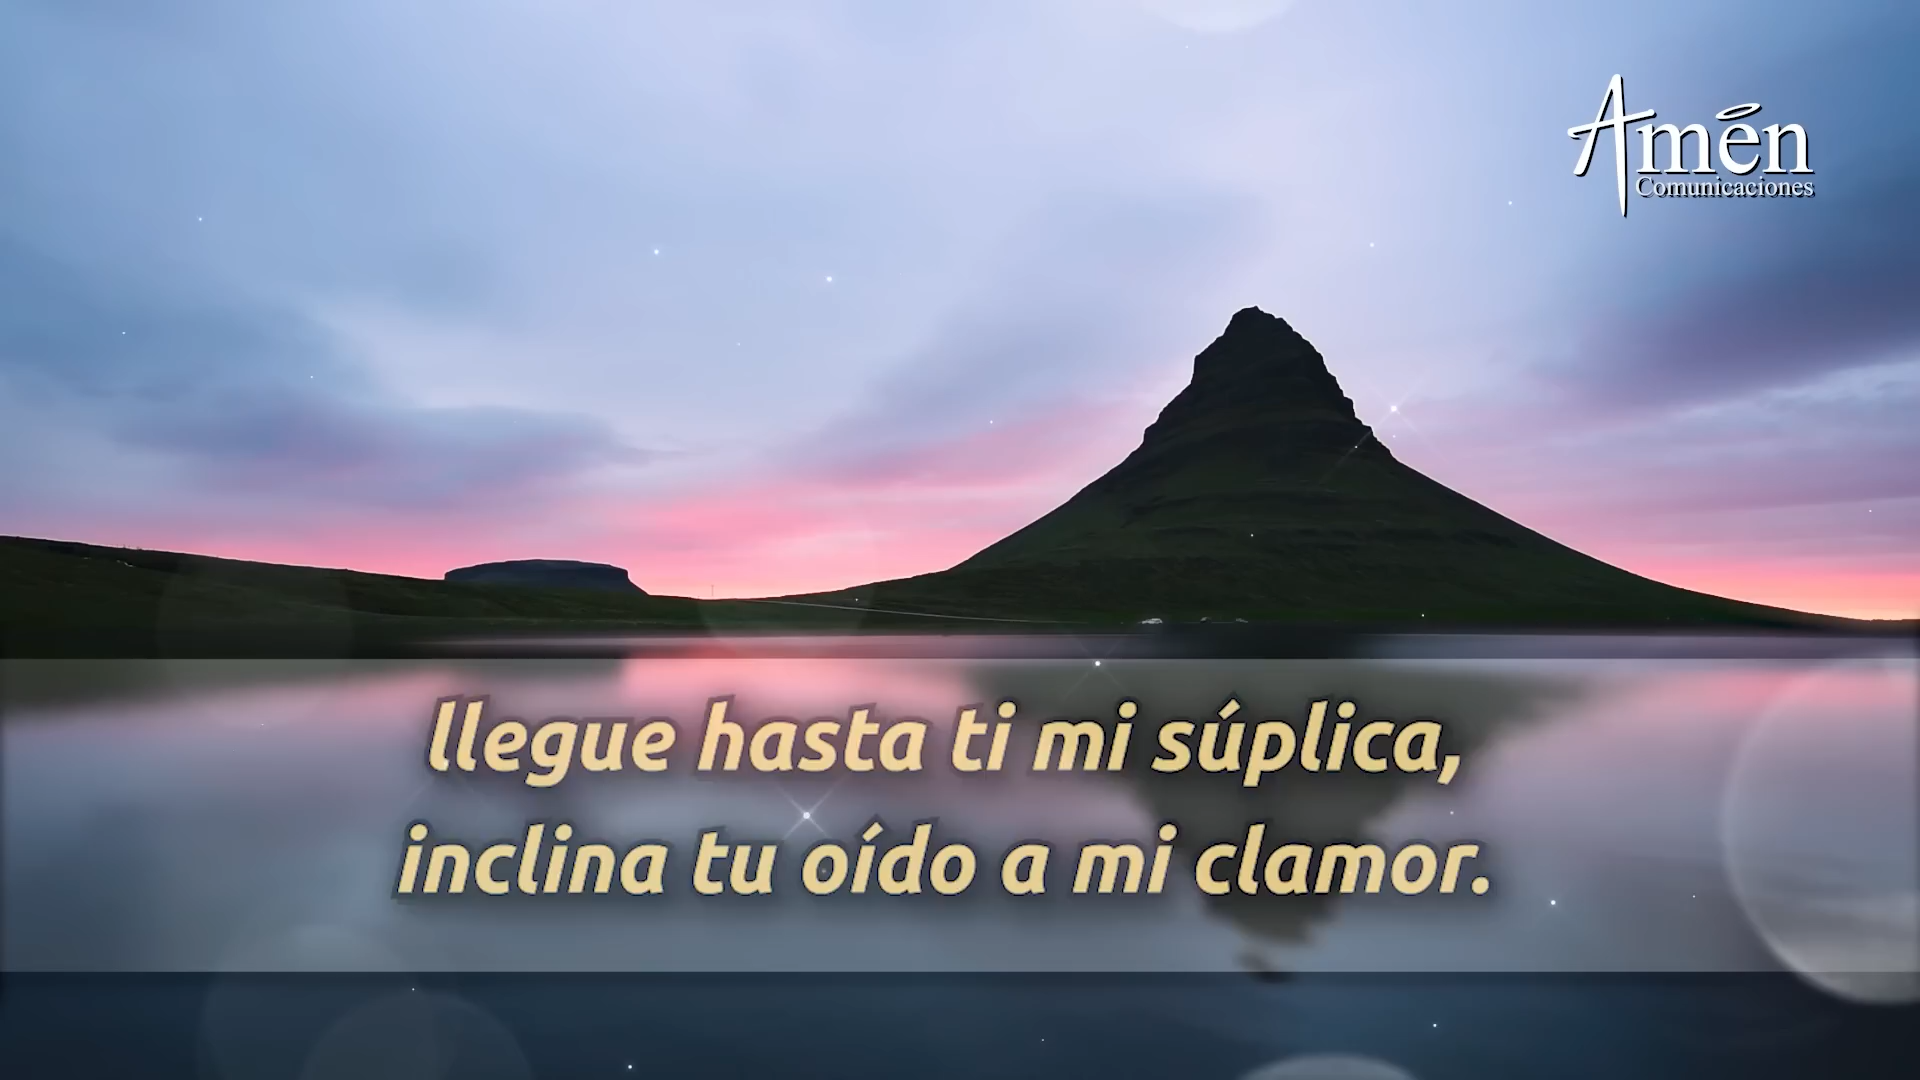 Amén
Comunicaciones
llegue hasta ti mi súplica,
inclina tu oído a mi clamor.